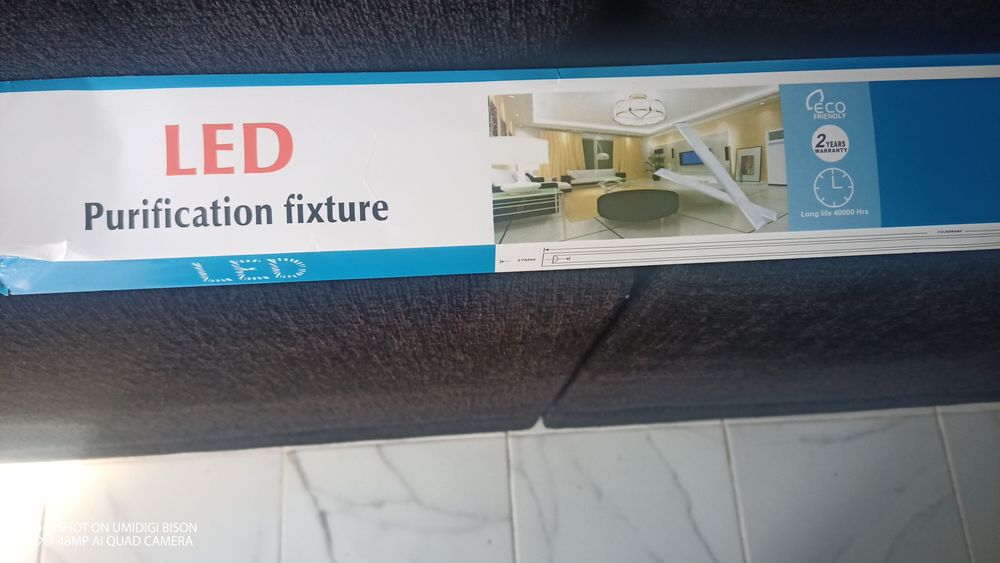 LED
Purification fixture
LED
ECO
FRIENDLY
2 YEARS
WARRANTY
Long life 40000 Hrs
SHOT ON UMIDIGI BISON
48MP AI QUAD CAMERA